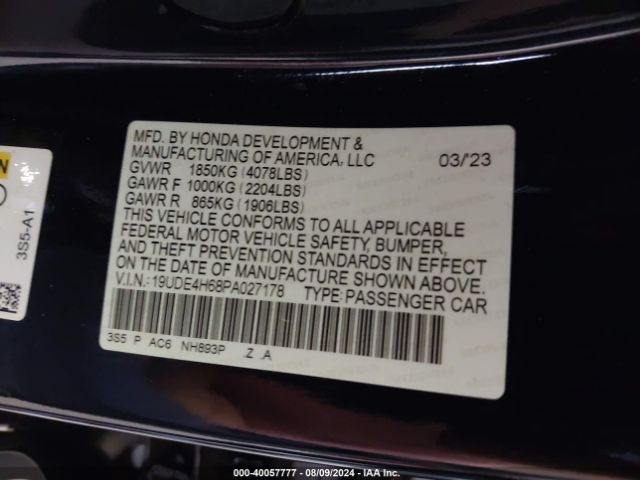 MFD. BY HONDA DEVELOPMENT &
MANUFACTURING OF AMERICA, LLC 03/'23
GVWR 1850KG (4078LBS)
GAWR F 1000KG (2204LBS)
GAWR R 865KG (1906LBS)
THIS VEHICLE CONFORMS TO ALL APPLICABLE
FEDERAL MOTOR VEHICLE SAFETY, BUMPER,
AND THEFT PREVENTION STANDARDS IN EFFECT
ON THE DATE OF MANUFACTURE SHOWN ABOVE.
V.I.N.:19UDE4H68PA027178 TYPE:PASSENGER CAR
3S5 P AC6 NH893P .Z .A
3S5-A1
000-40057777 - 08/09/2024 - IAA Inc.